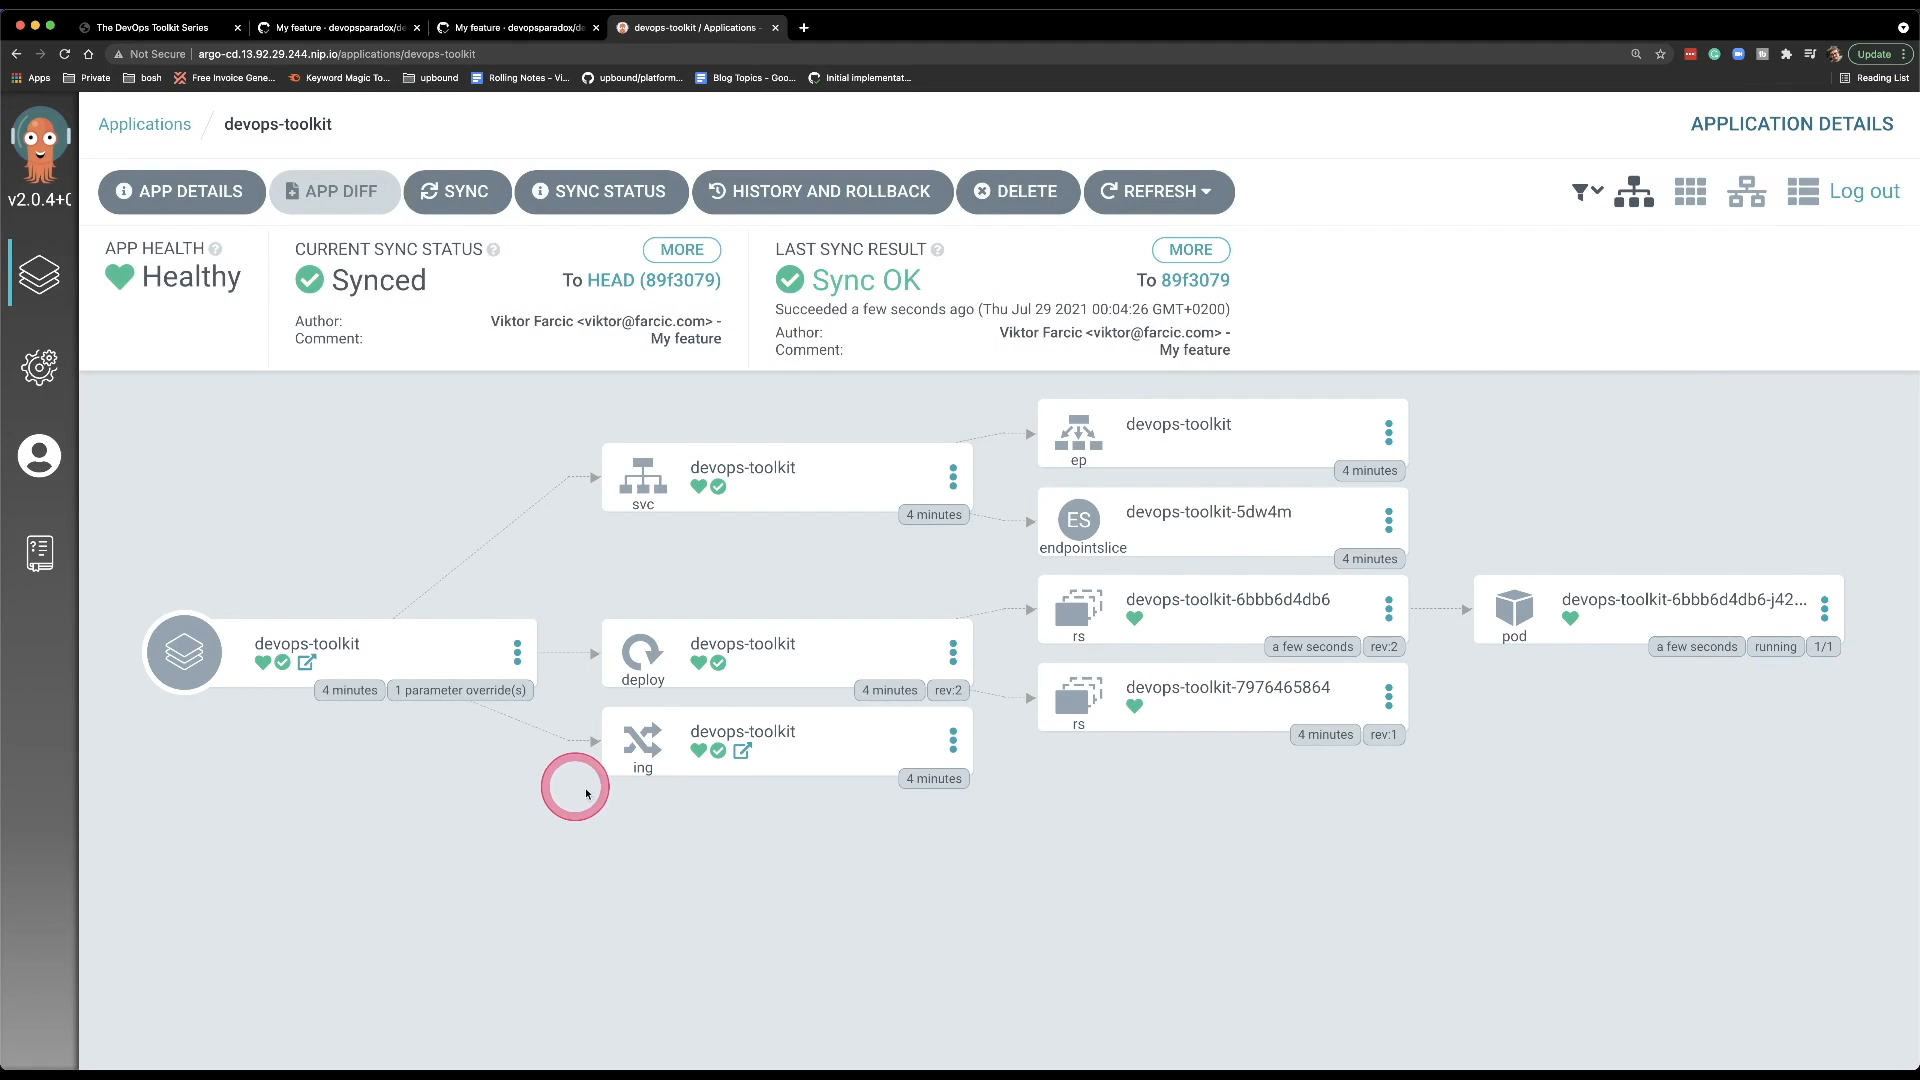 The DevOps Toolkit Series
My feature · devopsparadox/de
My feature · devopsparadox/de
devops-toolkit / Applications -
Not Secure
argo-cd.13.92.29.244.nip.io/applications/devops-toolkit
Update
Apps
Private
bosh
Free Invoice Gene...
Keyword Magic To...
upbound
Rolling Notes - Vi...
upbound/platform...
Blog Topics - Goo...
Initial implementat...
Reading List
v2.0.4+0
Applications / devops-toolkit
APPLICATION DETAILS
APP DETAILS
APP DIFF
SYNC
SYNC STATUS
HISTORY AND ROLLBACK
DELETE
REFRESH
Log out
APP HEALTH
Healthy
CURRENT SYNC STATUS
MORE
Synced
To HEAD (89f3079)
Author:
Viktor Farcic <viktor@farcic.com> -
Comment:
My feature
LAST SYNC RESULT
MORE
Sync OK
To 89f3079
Succeeded a few seconds ago (Thu Jul 29 2021 00:04:26 GMT+0200)
Author:
Viktor Farcic <viktor@farcic.com> -
Comment:
My feature
devops-toolkit
4 minutes
1 parameter override(s)
devops-toolkit
svc
4 minutes
devops-toolkit
deploy
4 minutes
rev:2
devops-toolkit
ing
4 minutes
devops-toolkit
ep
4 minutes
ES
devops-toolkit-5dw4m
endpointslice
4 minutes
devops-toolkit-6bbb6d4db6
rs
a few seconds
rev:2
devops-toolkit-7976465864
rs
4 minutes
rev:1
devops-toolkit-6bbb6d4db6-j42...
pod
a few seconds
running
1/1